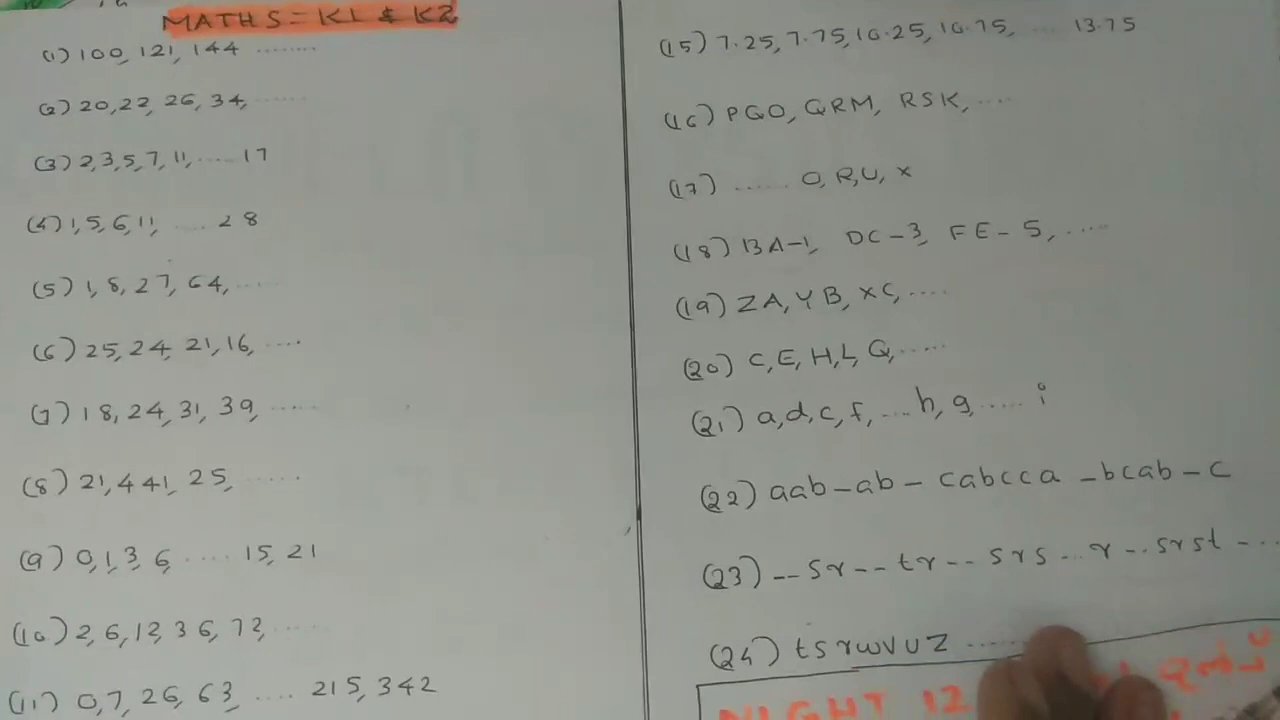 MATHS = K1 & K2
(1) 100, 121, 144 ........
(2) 20, 22, 26, 34, ......
(3) 2, 3, 5, 7, 11, ..... 17
(4) 1, 5, 6, 11, ..... 28
(5) 1, 8, 27, 64, .....
(6) 25, 24, 21, 16, ....
(7) 18, 24, 31, 39, .....
(8) 21, 441, 25, .....
(9) 0, 1, 3, 6, ..... 15, 21
(10) 2, 6, 12, 36, 72, .....
(11) 0, 7, 26, 63, .... 215, 342
(15) 7.25, 7.75, 10.25, 10.75, .... 13.75
(16) PQO, QRM, RSK, ....
(17) ...... O, R, U, X
(18) BA-1, DC-3, FE-5, .....
(19) ZA, YB, XC, ....
(20) C, E, H, L, Q, .....
(21) a, d, c, f, .... h, g, ..... i
(22) aab-ab-cabcca-bcab-c
(23) --sr--tr--srs...r--srst-...
(24) tsrwvuz ......
NIGHT 12